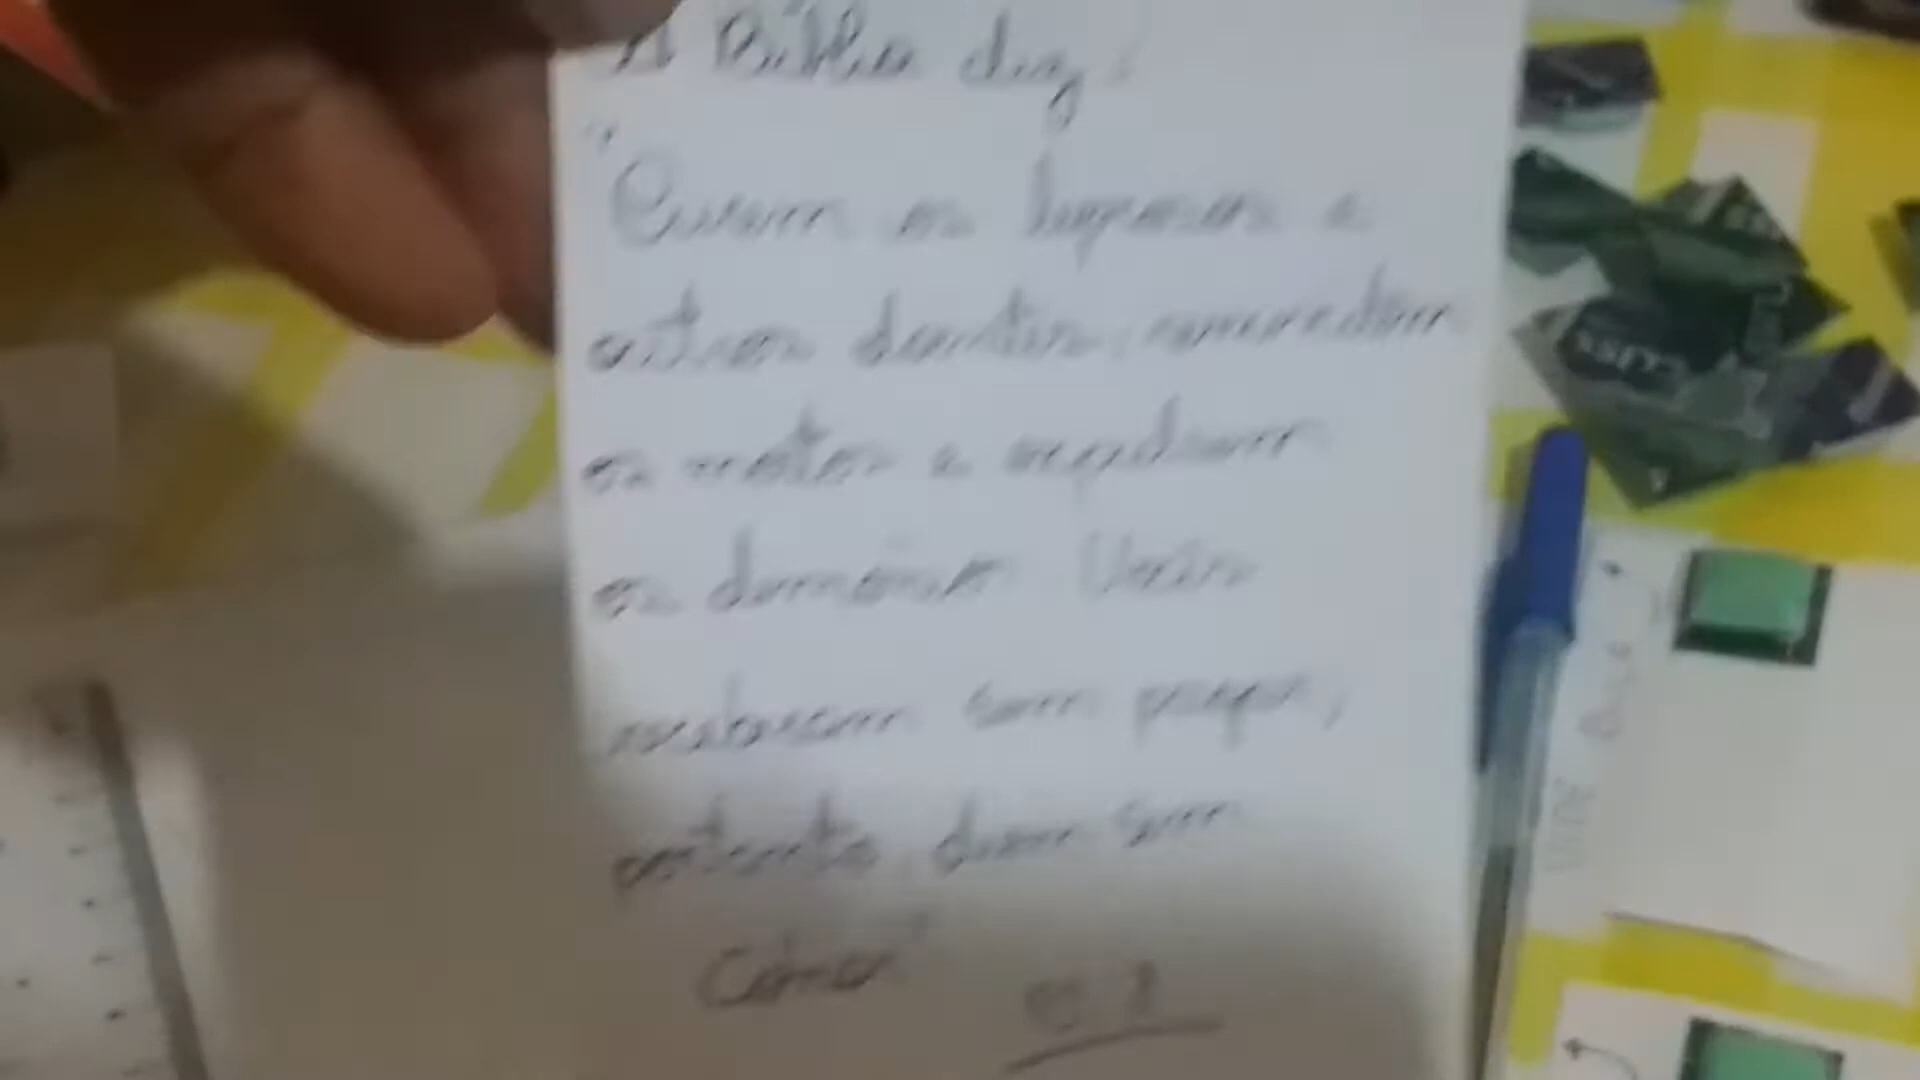 A Bíblia diz:
"Curem os leprosos e
outros doentes, ressuscitem
os mortos e expulsem
os demônios Vocês
receberam sem pagar,
portanto, deem sem
Cobrar"